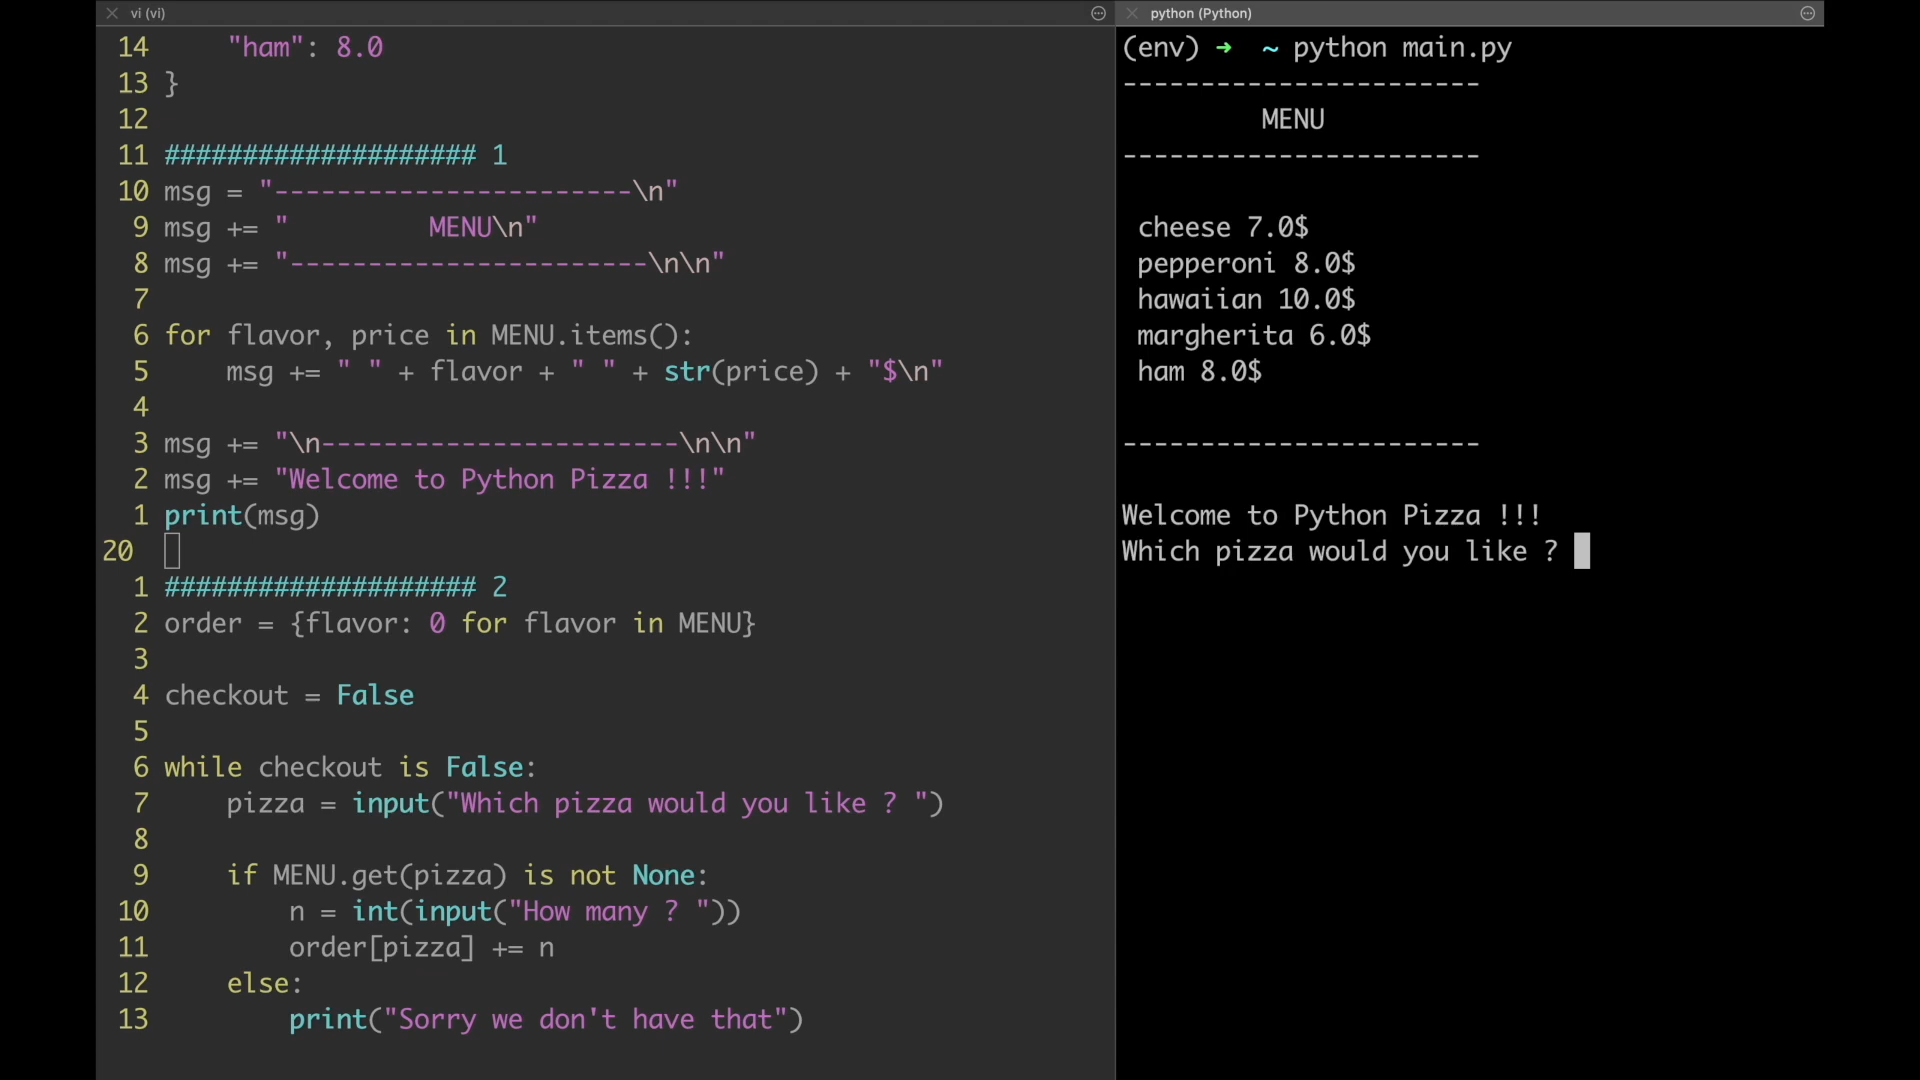 vi (vi)
14     "ham": 8.0
13 }
12
11 #################### 1
10 msg = "-----------------------\n"
9 msg += "         MENU\n"
8 msg += "-----------------------\n\n"
7
6 for flavor, price in MENU.items():
5     msg += " " + flavor + " " + str(price) + "$\n"
4
3 msg += "\n-----------------------\n\n"
2 msg += "Welcome to Python Pizza !!!"
1 print(msg)
20
1 #################### 2
2 order = {flavor: 0 for flavor in MENU}
3
4 checkout = False
5
6 while checkout is False:
7     pizza = input("Which pizza would you like ? ")
8
9     if MENU.get(pizza) is not None:
10         n = int(input("How many ? "))
11         order[pizza] += n
12     else:
13         print("Sorry we don't have that")
python (Python)
(env) ➜  ~ python main.py
-----------------------
         MENU
-----------------------
 cheese 7.0$
 pepperoni 8.0$
 hawaiian 10.0$
 margherita 6.0$
 ham 8.0$
-----------------------
Welcome to Python Pizza !!!
Which pizza would you like ?